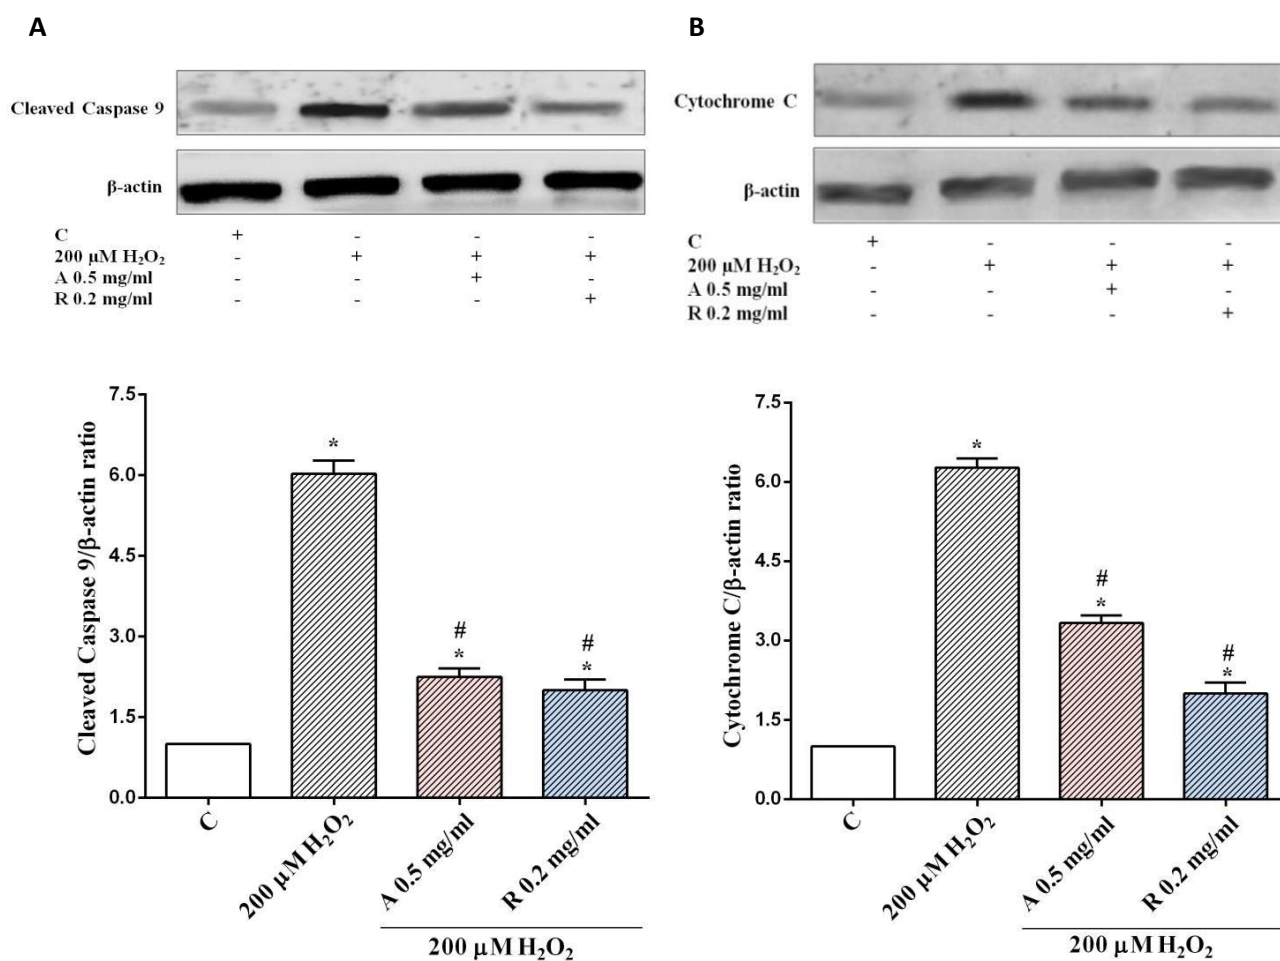 A
Cleaved Caspase 9
β-actin
C + - - -
200 μM H₂O₂ - + + +
A 0.5 mg/ml - - + -
R 0.2 mg/ml - - - +
Cleaved Caspase 9/β-actin ratio
7.5
6.0
4.5
3.0
1.5
0.0
*
#
*
#
*
C
200 μM H₂O₂
A 0.5 mg/ml
R 0.2 mg/ml
200 μM H₂O₂
B
Cytochrome C
β-actin
C + - - -
200 μM H₂O₂ - + + +
A 0.5 mg/ml - - + -
R 0.2 mg/ml - - - +
Cytochrome C/β-actin ratio
7.5
6.0
4.5
3.0
1.5
0.0
*
#
*
#
*
C
200 μM H₂O₂
A 0.5 mg/ml
R 0.2 mg/ml
200 μM H₂O₂